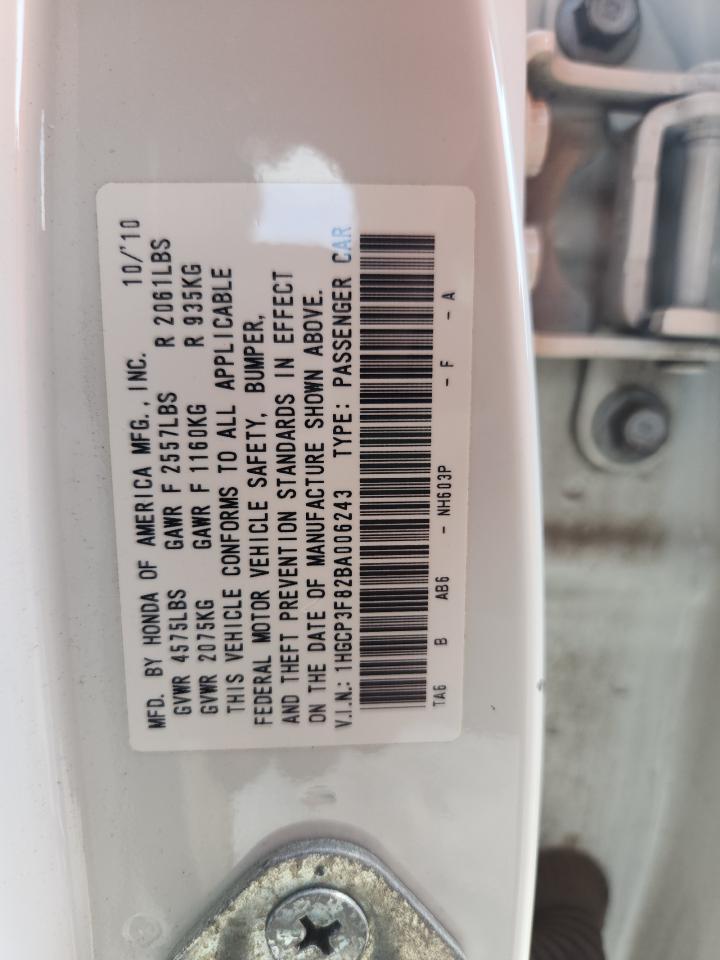 MFD. BY HONDA OF AMERICA MFG., INC. 10/'10
GVWR 4575LBS GAWR F 2557LBS R 2061LBS
GVWR 2075KG GAWR F 1160KG R 935KG
THIS VEHICLE CONFORMS TO ALL APPLICABLE
FEDERAL MOTOR VEHICLE SAFETY, BUMPER,
AND THEFT PREVENTION STANDARDS IN EFFECT
ON THE DATE OF MANUFACTURE SHOWN ABOVE.
V.I.N.: 1HGCP3F82BA006243 TYPE: PASSENGER CAR
TA6 B AB6 - NH603P - F - A